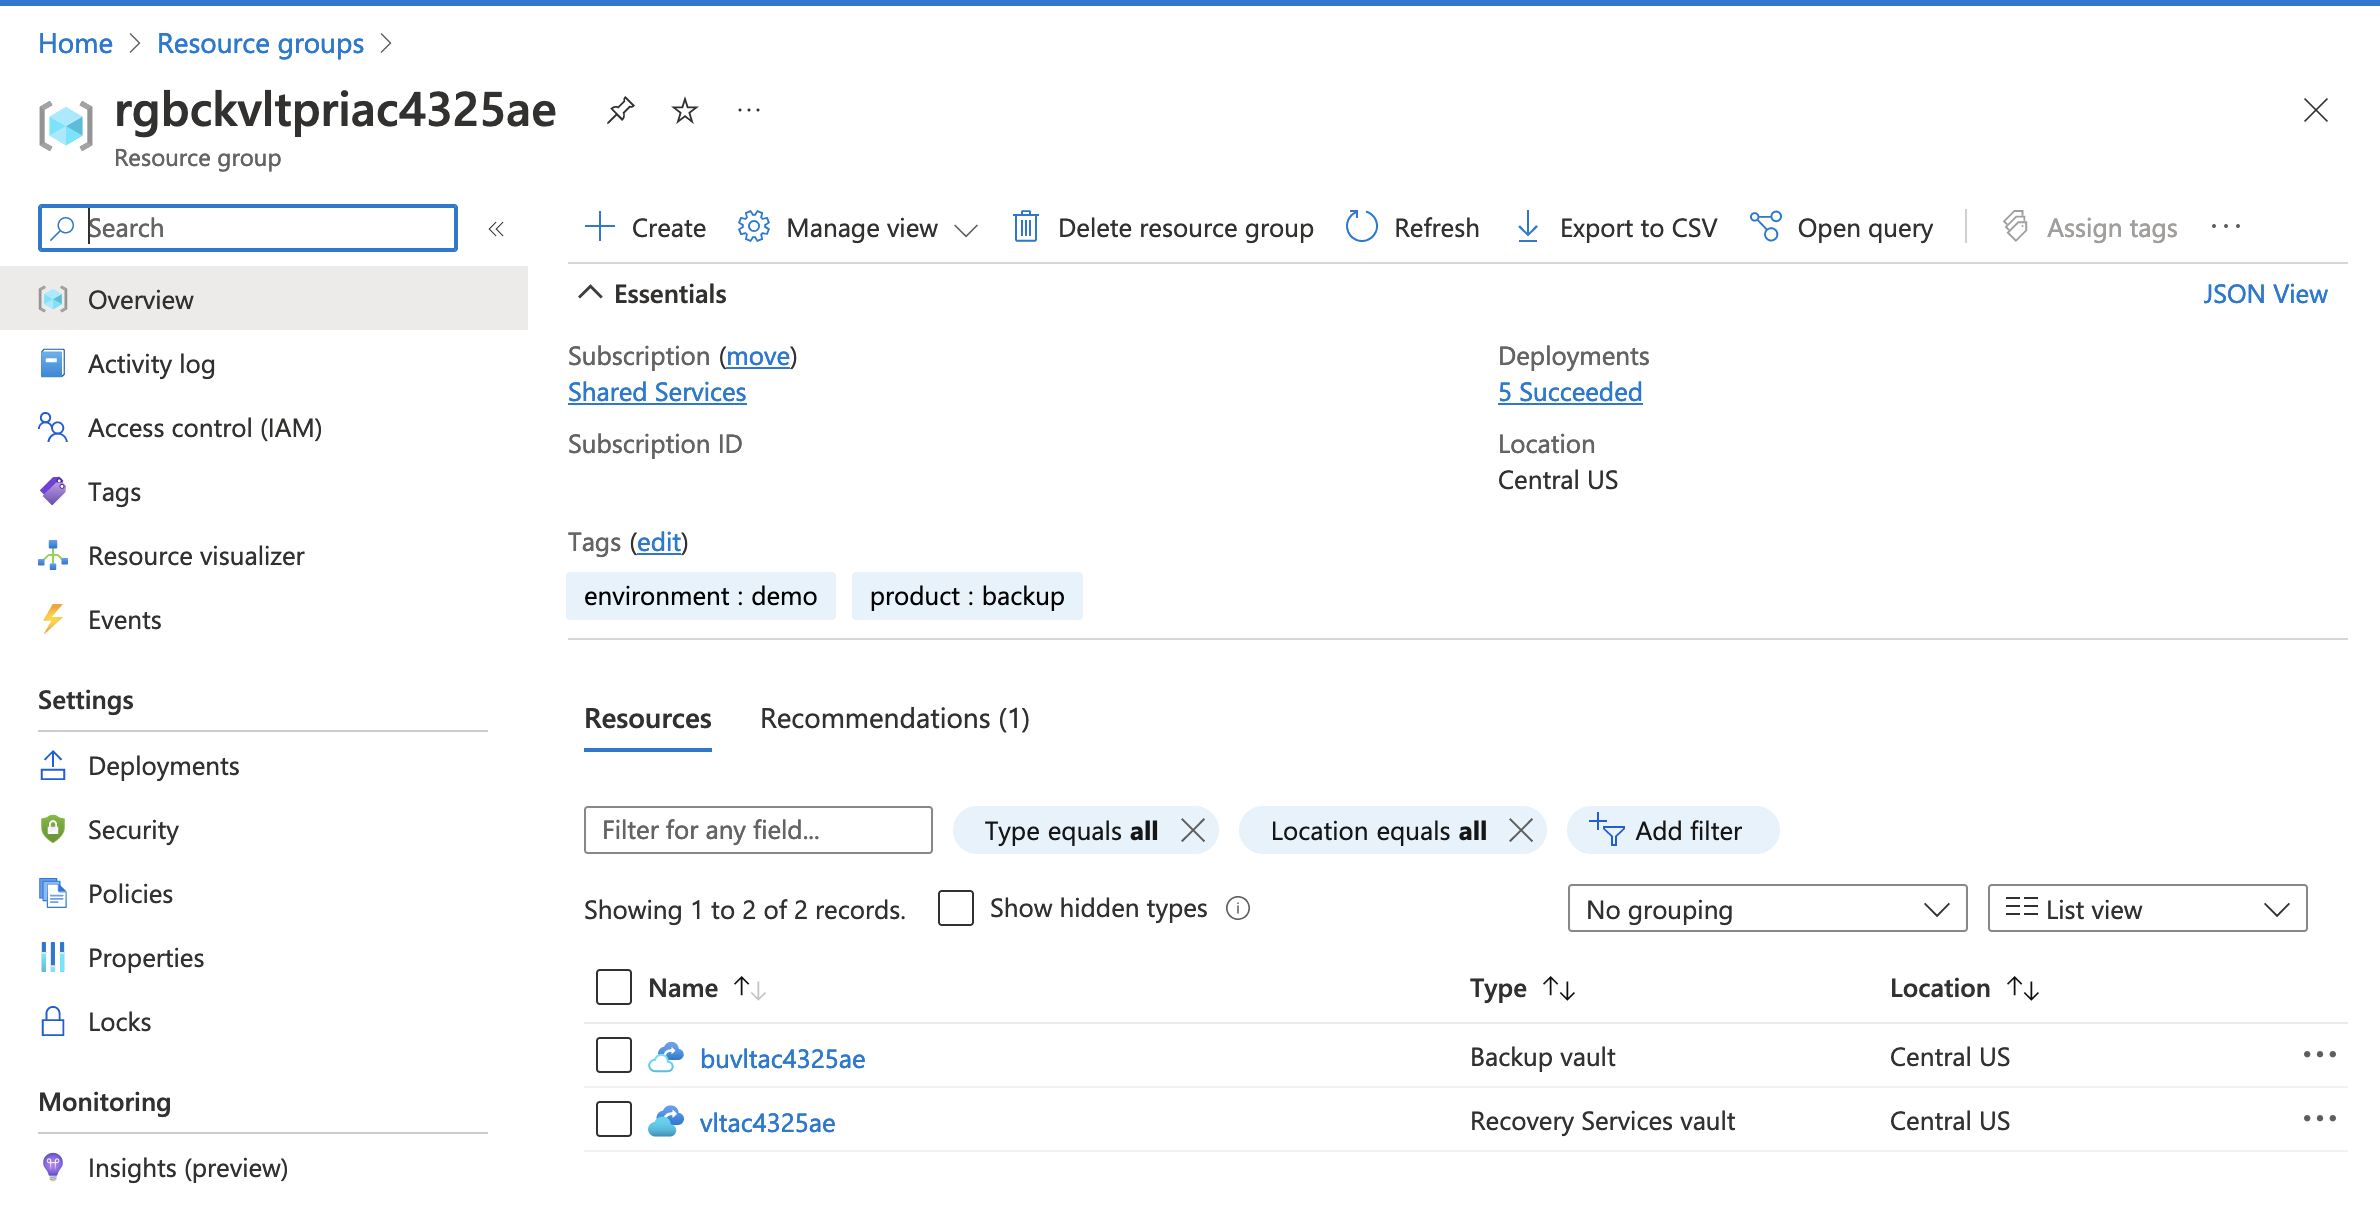 Home > Resource groups >
rgbckvltpriac4325ae
Resource group
Search
Create Manage view Delete resource group Refresh Export to CSV Open query Assign tags
Overview
Activity log
Access control (IAM)
Tags
Resource visualizer
Events
Settings
Deployments
Security
Policies
Properties
Locks
Monitoring
Insights (preview)
Essentials
JSON View
Subscription (move)
Shared Services
Subscription ID
Deployments
5 Succeeded
Location
Central US
Tags (edit)
environment : demo product : backup
Resources Recommendations (1)
Filter for any field... Type equals all Location equals all Add filter
Showing 1 to 2 of 2 records. Show hidden types No grouping List view
Name Type Location
buvltac4325ae Backup vault Central US
vltac4325ae Recovery Services vault Central US